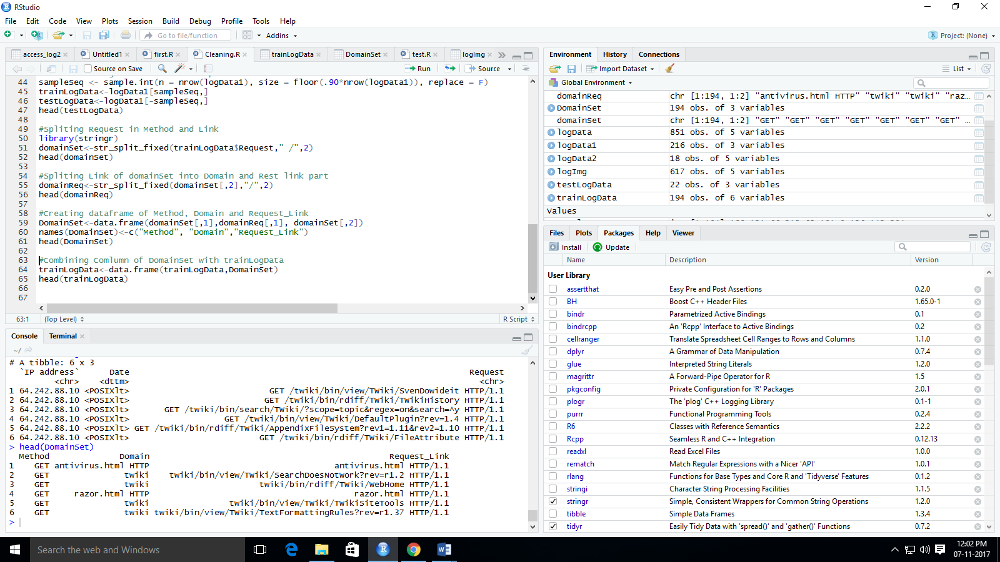 RStudio
File Edit Code View Plots Session Build Debug Profile Tools Help
Go to file/function Addins Project: (None)
access_log2 Untitled1 first.R Cleaning.R trainLogData DomainSet test.R logImg
Source on Save Run Source
44 sampleSeq <- sample.int(n = nrow(logData1), size = floor(.90*nrow(logData1)), replace = F)
45 trainLogData<-logData1[sampleSeq,]
46 testLogData<-logData1[-sampleSeq,]
47 head(testLogData)
48
49 #Spliting Request in Method and Link
50 library(stringr)
51 domainSet<-str_split_fixed(trainLogData$Request," /",2)
52 head(domainSet)
53
54 #Spliting Link of domainSet into Domain and Rest link part
55 domainReq<-str_split_fixed(domainSet[,2],"/",2)
56 head(domainReq)
57
58 #Creating dataframe of Method, Domain and Request_Link
59 DomainSet<-data.frame(domainSet[,1],domainReq[,1], domainSet[,2])
60 names(DomainSet)<-c("Method", "Domain","Request_Link")
61 head(DomainSet)
62
63 #Combining Comlumn of DomainSet with trainLogData
64 trainLogData<-data.frame(trainLogData,DomainSet)
65 head(trainLogData)
66
67
63:1 (Top Level) R Script
Console Terminal
~/
# A tibble: 6 x 3
`IP address` Date Request
<chr> <dttm> <chr>
1 64.242.88.10 <POSIXlt> GET /twiki/bin/view/TWiki/SvenDowideit HTTP/1.1
2 64.242.88.10 <POSIXlt> GET /twiki/bin/rdiff/TWiki/TWikiHistory HTTP/1.1
3 64.242.88.10 <POSIXlt> GET /twiki/bin/search/TWiki/?scope=topic&regex=on&search=^y HTTP/1.1
4 64.242.88.10 <POSIXlt> GET /twiki/bin/view/TWiki/DefaultPlugin?rev=1.4 HTTP/1.1
5 64.242.88.10 <POSIXlt> GET /twiki/bin/rdiff/TWiki/AppendixFileSystem?rev1=1.11&rev2=1.10 HTTP/1.1
6 64.242.88.10 <POSIXlt> GET /twiki/bin/rdiff/TWiki/FileAttribute HTTP/1.1
> head(DomainSet)
Method Domain Request_Link
1 GET antivirus.html HTTP antivirus.html HTTP/1.1
2 GET twiki twiki/bin/view/TWiki/SearchDoesNotWork?rev=r1.2 HTTP/1.1
3 GET twiki twiki/bin/rdiff/TWiki/WebHome HTTP/1.1
4 GET razor.html HTTP razor.html HTTP/1.1
5 GET twiki twiki/bin/view/TWiki/TWikiSiteTools HTTP/1.1
6 GET twiki twiki/bin/view/TWiki/TextFormattingRules?rev=r1.37 HTTP/1.1
>
Environment History Connections
Import Dataset List
Global Environment
domainReq chr [1:194, 1:2] "antivirus.html HTTP" "twiki" "twiki" "raz...
DomainSet 194 obs. of 3 variables
domainSet chr [1:194, 1:2] "GET" "GET" "GET" "GET" "GET" "GET" "GET" ...
logData 851 obs. of 5 variables
logData1 216 obs. of 3 variables
logData2 18 obs. of 5 variables
logImg 617 obs. of 5 variables
testLogData 22 obs. of 3 variables
trainLogData 194 obs. of 6 variables
Values
Files Plots Packages Help Viewer
Install Update
Name Description Version
User Library
assertthat Easy Pre and Post Assertions 0.2.0
BH Boost C++ Header Files 1.65.0-1
bindr Parametrized Active Bindings 0.1
bindrcpp An 'Rcpp' Interface to Active Bindings 0.2
cellranger Translate Spreadsheet Cell Ranges to Rows and Columns 1.1.0
dplyr A Grammar of Data Manipulation 0.7.4
glue Interpreted String Literals 1.2.0
magrittr A Forward-Pipe Operator for R 1.5
pkgconfig Private Configuration for 'R' Packages 2.0.1
plogr The 'plog' C++ Logging Library 0.1-1
purrr Functional Programming Tools 0.2.4
R6 Classes with Reference Semantics 2.2.2
Rcpp Seamless R and C++ Integration 0.12.13
readxl Read Excel Files 1.0.0
rematch Match Regular Expressions with a Nicer 'API' 1.0.1
rlang Functions for Base Types and Core R and 'Tidyverse' Features 0.1.2
stringi Character String Processing Facilities 1.1.5
stringr Simple, Consistent Wrappers for Common String Operations 1.2.0
tibble Simple Data Frames 1.3.4
tidyr Easily Tidy Data with 'spread()' and 'gather()' Functions 0.7.2
Search the web and Windows
12:02 PM
07-11-2017